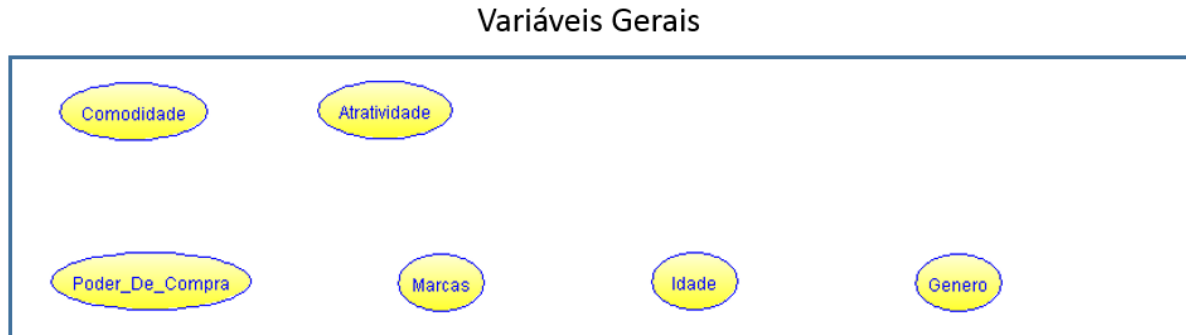 Variáveis Gerais
Comodidade
Atratividade
Poder_De_Compra
Marcas
Idade
Genero